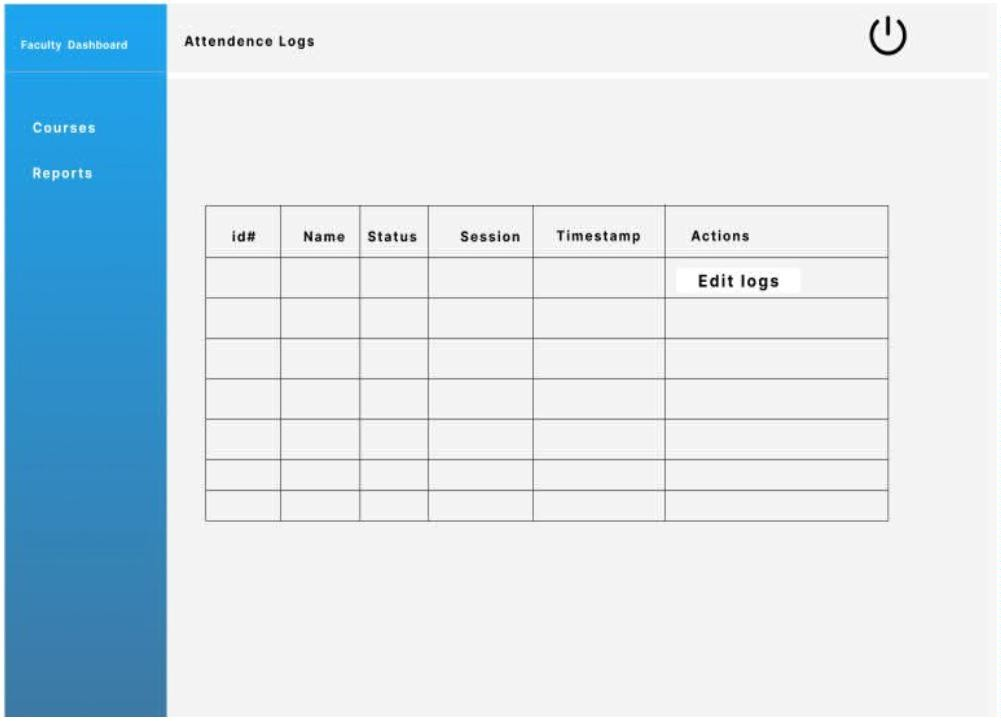 Faculty Dashboard
Attendence Logs
Courses
Reports
id# Name Status Session Timestamp Actions
Edit logs